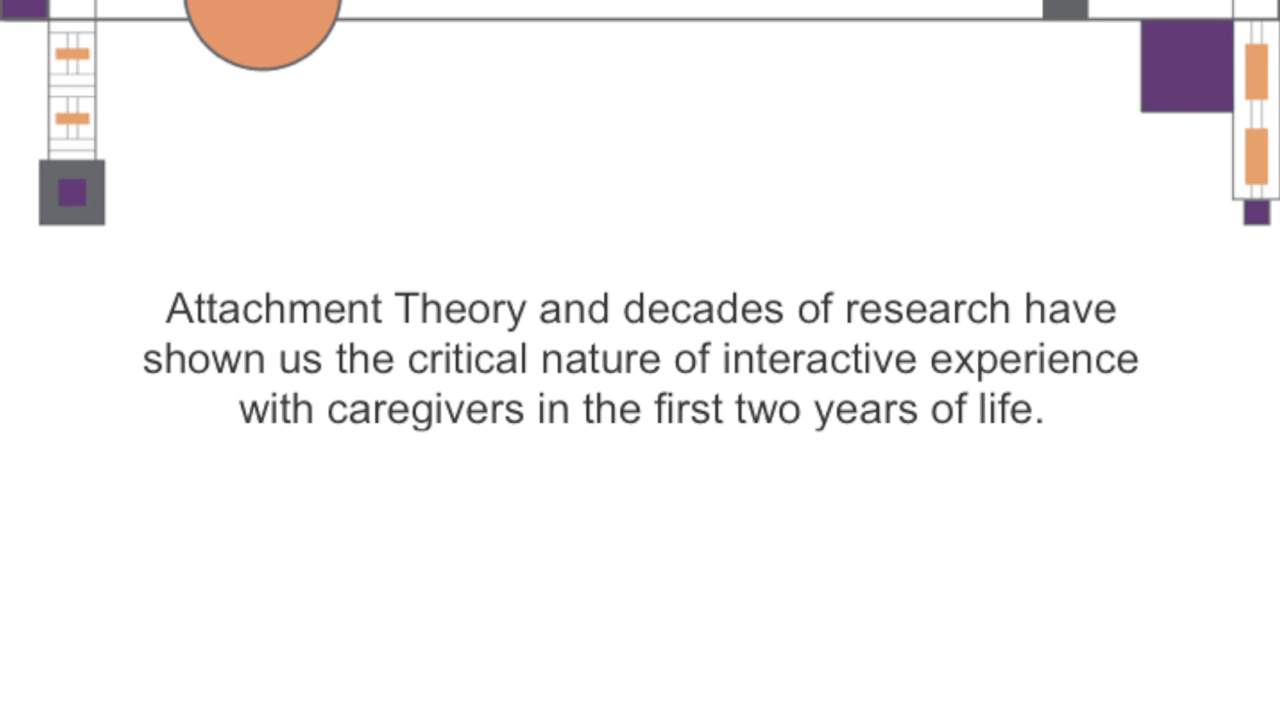 Attachment Theory and decades of research have
shown us the critical nature of interactive experience
with caregivers in the first two years of life.